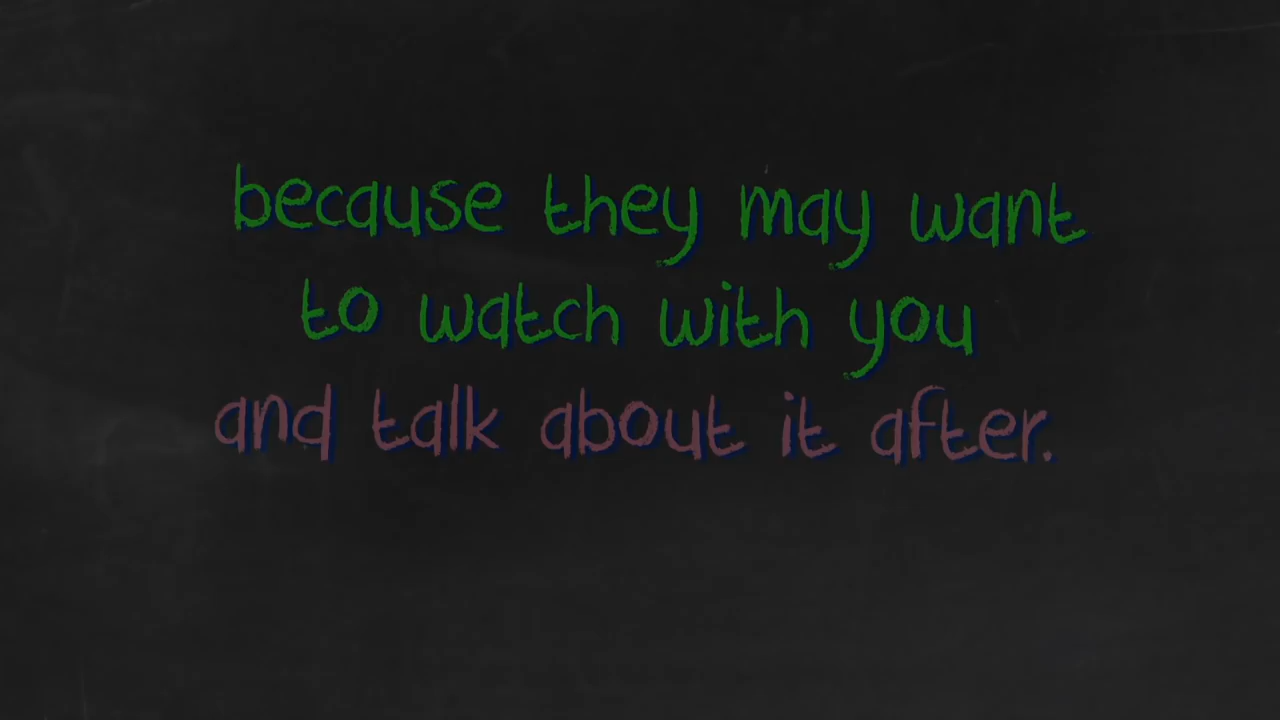 because they may want
to watch with you
and talk about it after.